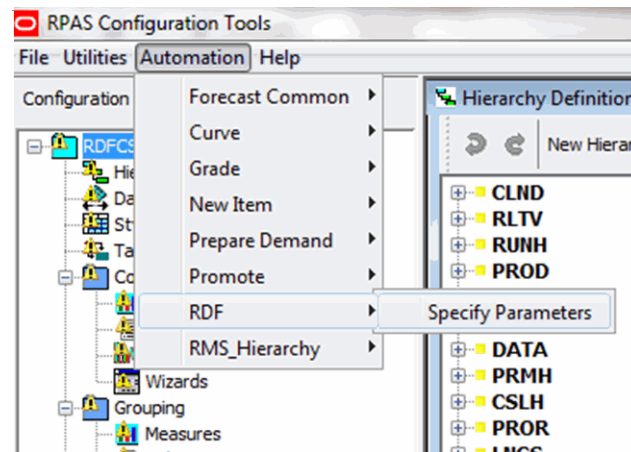 RPAS Configuration Tools
File Utilities Automation Help
Configuration
Forecast Common
Curve
Grade
New Item
Prepare Demand
Promote
RDF
RMS_Hierarchy
Specify Parameters
RDFCS
Wizards
Grouping
Measures
Hierarchy Definition
New Hierar
CLND
RLTV
RUNH
PROD
DATA
PRMH
CSLH
PROR